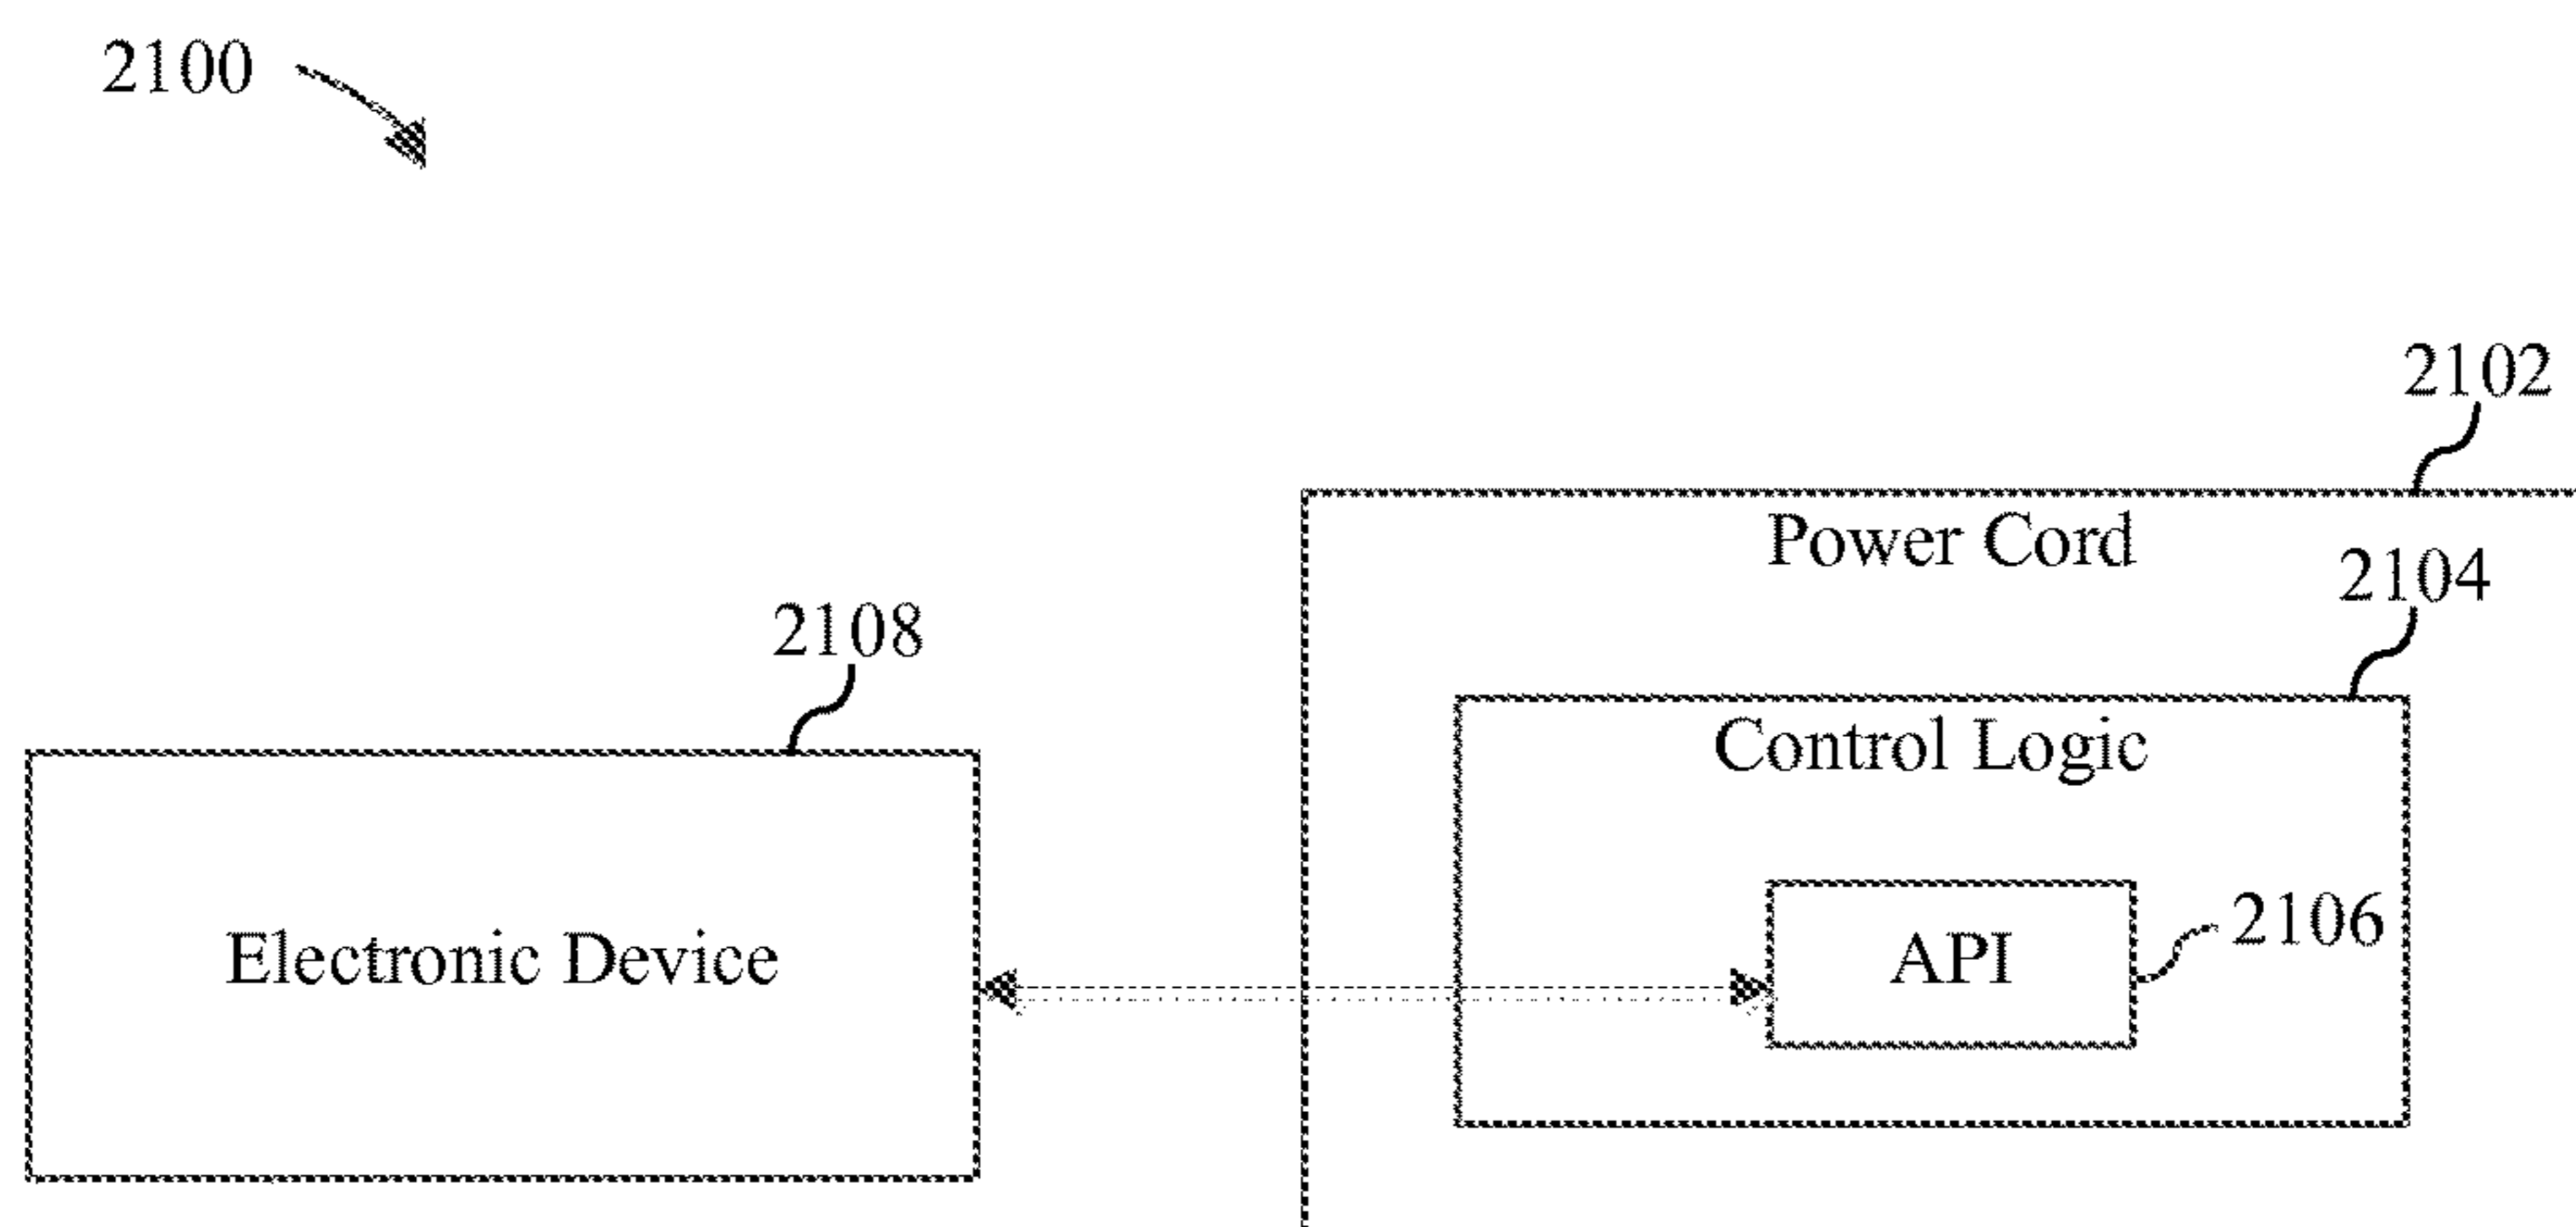 2100
2102
Power Cord
2104
2108
Control Logic
Electronic Device
API
2106